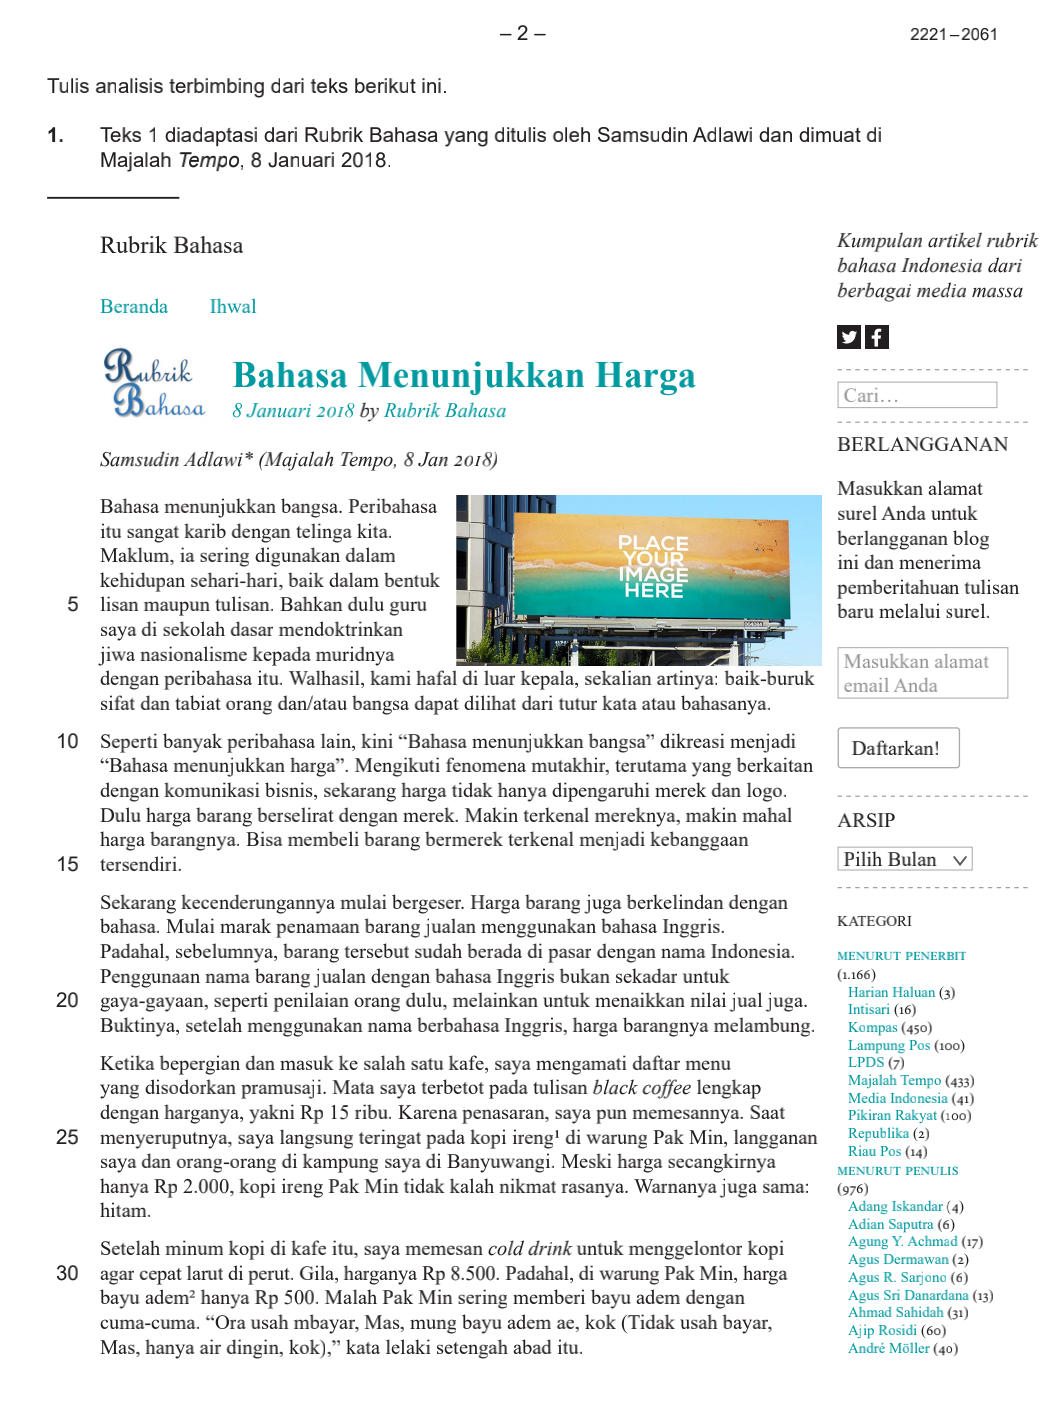 – 2 –
2221 – 2061
Tulis analisis terbimbing dari teks berikut ini.
1. Teks 1 diadaptasi dari Rubrik Bahasa yang ditulis oleh Samsudin Adlawi dan dimuat di
Majalah Tempo, 8 Januari 2018.
Rubrik Bahasa
Beranda Ihwal
Rubrik
Bahasa
Bahasa Menunjukkan Harga
8 Januari 2018 by Rubrik Bahasa
Samsudin Adlawi* (Majalah Tempo, 8 Jan 2018)
Bahasa menunjukkan bangsa. Peribahasa
itu sangat karib dengan telinga kita.
Maklum, ia sering digunakan dalam
kehidupan sehari-hari, baik dalam bentuk
5 lisan maupun tulisan. Bahkan dulu guru
saya di sekolah dasar mendoktrinkan
jiwa nasionalisme kepada muridnya
dengan peribahasa itu. Walhasil, kami hafal di luar kepala, sekalian artinya: baik-buruk
sifat dan tabiat orang dan/atau bangsa dapat dilihat dari tutur kata atau bahasanya.
PLACE
YOUR
IMAGE
HERE
10 Seperti banyak peribahasa lain, kini “Bahasa menunjukkan bangsa” dikreasi menjadi
“Bahasa menunjukkan harga”. Mengikuti fenomena mutakhir, terutama yang berkaitan
dengan komunikasi bisnis, sekarang harga tidak hanya dipengaruhi merek dan logo.
Dulu harga barang berselirat dengan merek. Makin terkenal mereknya, makin mahal
harga barangnya. Bisa membeli barang bermerek terkenal menjadi kebanggaan
15 tersendiri.
Sekarang kecenderungannya mulai bergeser. Harga barang juga berkelindan dengan
bahasa. Mulai marak penamaan barang jualan menggunakan bahasa Inggris.
Padahal, sebelumnya, barang tersebut sudah berada di pasar dengan nama Indonesia.
Penggunaan nama barang jualan dengan bahasa Inggris bukan sekadar untuk
20 gaya-gayaan, seperti penilaian orang dulu, melainkan untuk menaikkan nilai jual juga.
Buktinya, setelah menggunakan nama berbahasa Inggris, harga barangnya melambung.
Ketika bepergian dan masuk ke salah satu kafe, saya mengamati daftar menu
yang disodorkan pramusaji. Mata saya terbetot pada tulisan black coffee lengkap
dengan harganya, yakni Rp 15 ribu. Karena penasaran, saya pun memesannya. Saat
25 menyeruputnya, saya langsung teringat pada kopi ireng¹ di warung Pak Min, langganan
saya dan orang-orang di kampung saya di Banyuwangi. Meski harga secangkirnya
hanya Rp 2.000, kopi ireng Pak Min tidak kalah nikmat rasanya. Warnanya juga sama:
hitam.
Setelah minum kopi di kafe itu, saya memesan cold drink untuk menggelontor kopi
30 agar cepat larut di perut. Gila, harganya Rp 8.500. Padahal, di warung Pak Min, harga
bayu adem² hanya Rp 500. Malah Pak Min sering memberi bayu adem dengan
cuma-cuma. “Ora usah mbayar, Mas, mung bayu adem ae, kok (Tidak usah bayar,
Mas, hanya air dingin, kok),” kata lelaki setengah abad itu.
Kumpulan artikel rubrik
bahasa Indonesia dari
berbagai media massa
Cari…
BERLANGGANAN
Masukkan alamat
surel Anda untuk
berlangganan blog
ini dan menerima
pemberitahuan tulisan
baru melalui surel.
Masukkan alamat
email Anda
Daftarkan!
ARSIP
Pilih Bulan
KATEGORI
MENURUT PENERBIT
(1.166)
Harian Haluan (3)
Intisari (16)
Kompas (450)
Lampung Pos (100)
LPDS (7)
Majalah Tempo (433)
Media Indonesia (41)
Pikiran Rakyat (100)
Republika (2)
Riau Pos (14)
MENURUT PENULIS
(976)
Adang Iskandar (4)
Adian Saputra (6)
Agung Y. Achmad (17)
Agus Dermawan (2)
Agus R. Sarjono (6)
Agus Sri Danardana (13)
Ahmad Sahidah (31)
Ajip Rosidi (60)
André Möller (40)